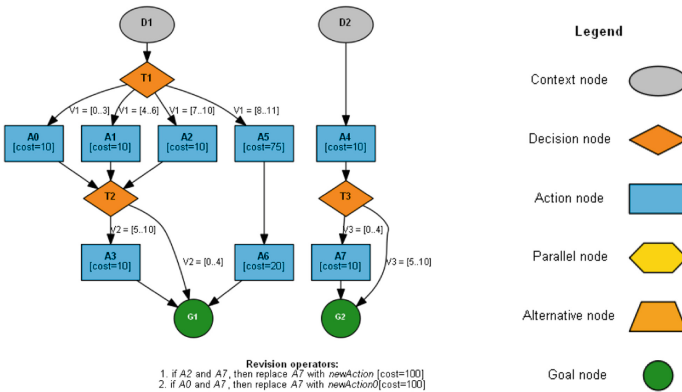 D1
D2
Legend
T1
Context node
V1 = [0..3]
V1 = [4..6]
V1 = [7..10]
V1 = [8..11]
A0
[cost=10]
A1
[cost=10]
A2
[cost=10]
A5
[cost=75]
A4
[cost=10]
Decision node
T2
T3
Action node
V2 = [5..10]
V2 = [0..4]
V3 = [0..4]
V3 = [5..10]
A3
[cost=10]
A6
[cost=20]
A7
[cost=10]
Parallel node
G1
G2
Alternative node
Revision operators:
1. if A2 and A7, then replace A7 with newAction [cost=100]
2. if A0 and A7, then replace A7 with newAction0[cost=100]
Goal node